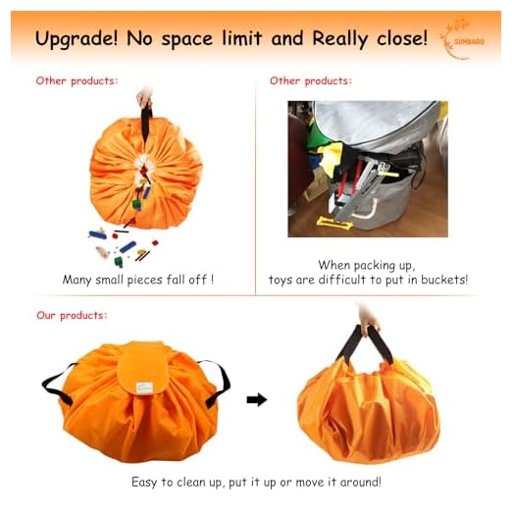 Upgrade! No space limit and Really close!
SUMBABO
Other products:
Other products:
Many small pieces fall off !
When packing up,
toys are difficult to put in buckets!
Our products:
Easy to clean up, put it up or move it around!